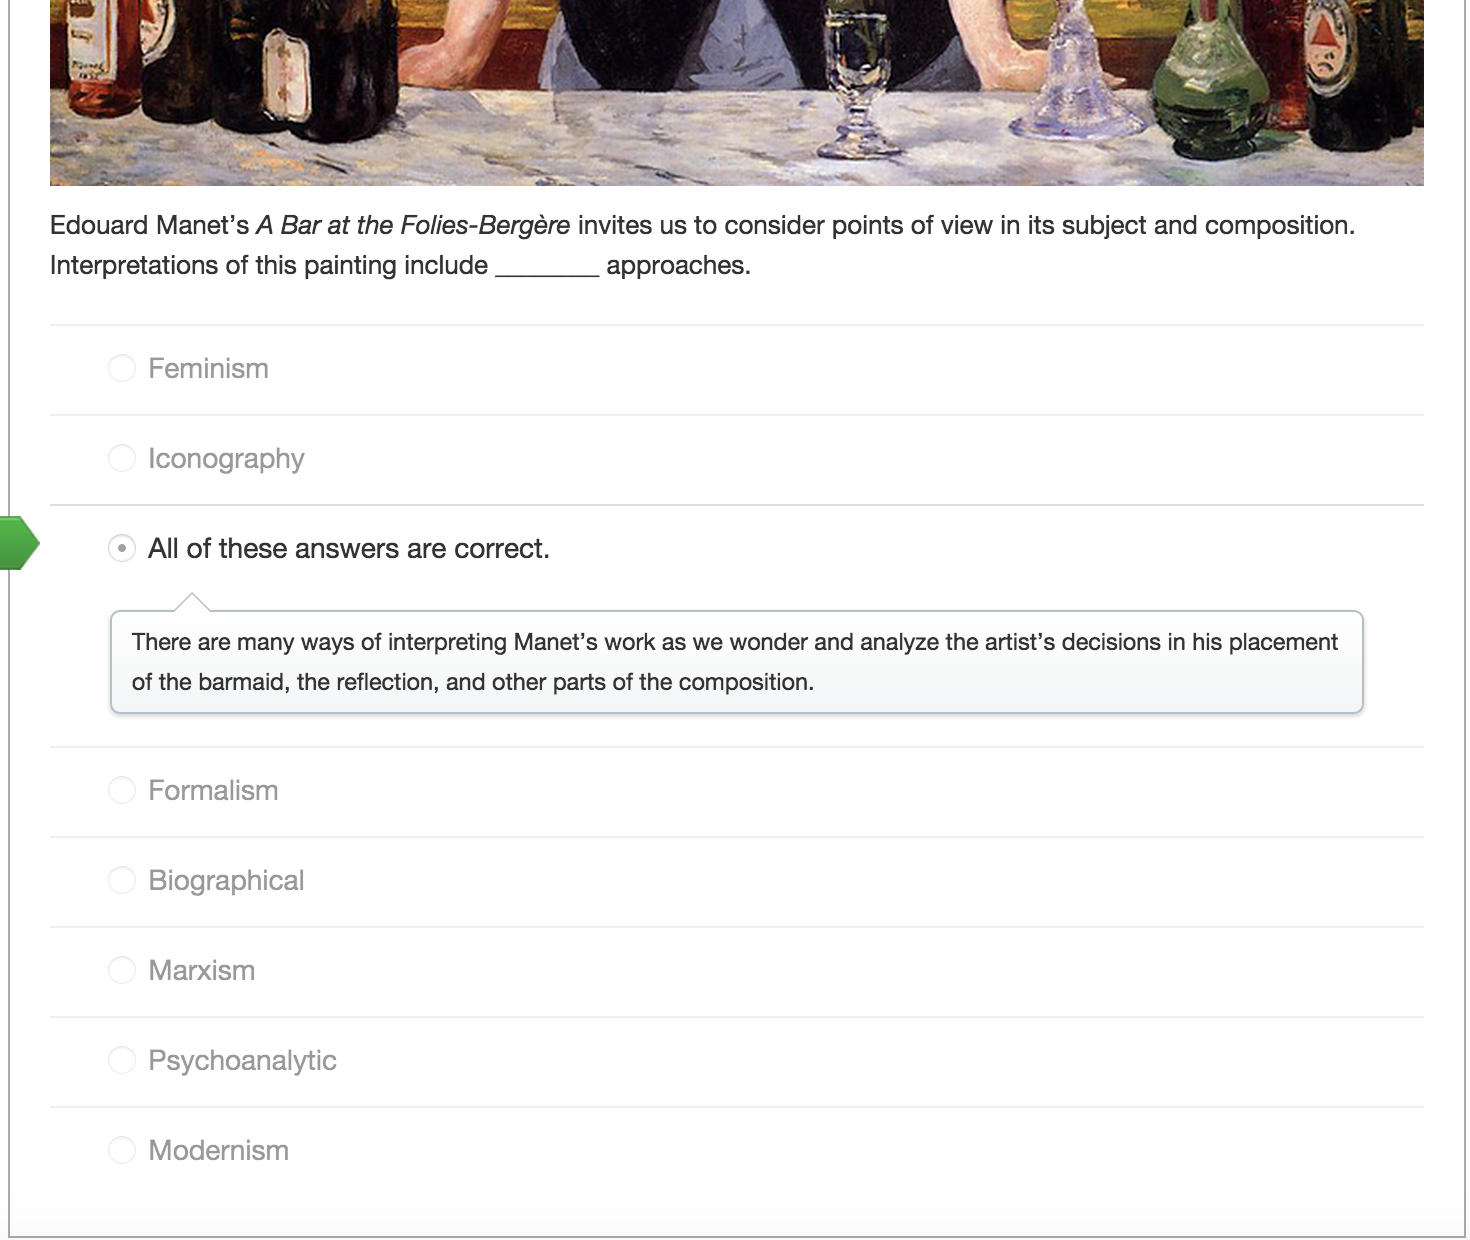 Edouard Manet’s A Bar at the Folies-Bergère invites us to consider points of view in its subject and composition.
Interpretations of this painting include ________ approaches.
Feminism
Iconography
All of these answers are correct.
There are many ways of interpreting Manet’s work as we wonder and analyze the artist’s decisions in his placement
of the barmaid, the reflection, and other parts of the composition.
Formalism
Biographical
Marxism
Psychoanalytic
Modernism